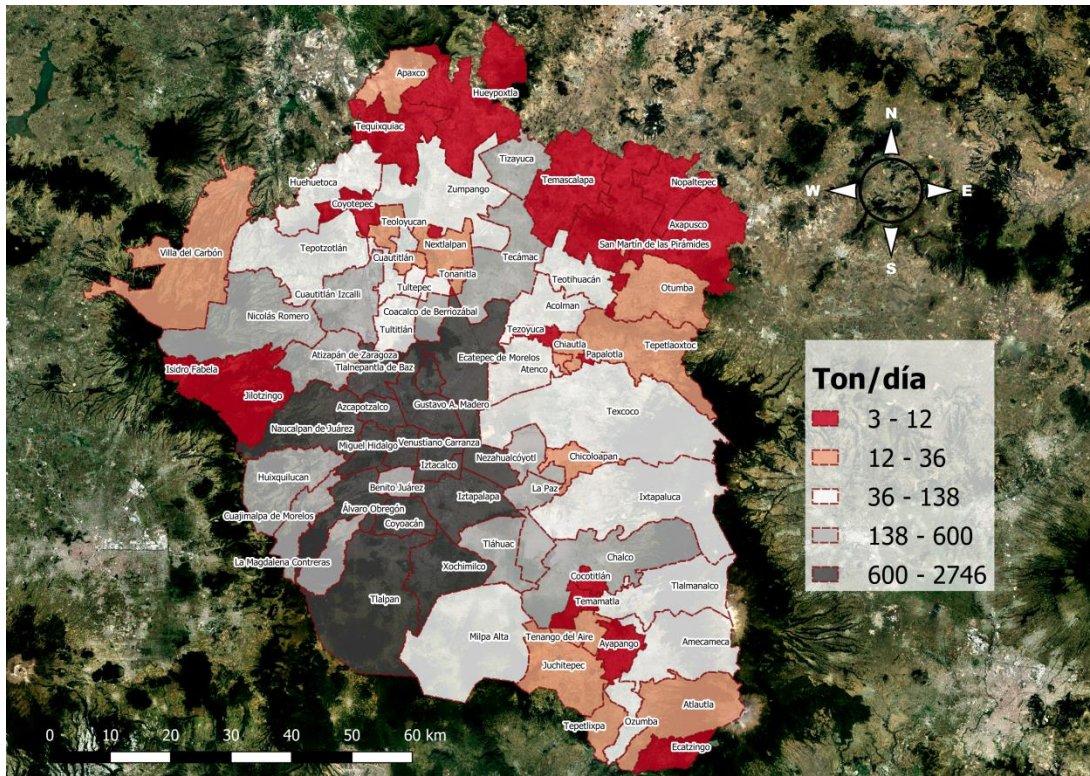 Apaxco
Hueypoxtla
Tequixquiac
Tizayuca
Temascalapa
Nopaltepec
Huehuetoca
Zumpango
Coyotepec
Axapusco
Teoloyucan
San Martín de las Pirámides
Nextlalpan
Villa del Carbón
Tepotzotlán
Cuautitlán
Tecámac
Tonanitla
Teotihuacán
Otumba
Tultepec
Cuautitlán Izcalli
Acolman
Coacalco de Berriozábal
Nicolás Romero
Tultitlán
Tezoyuca
Chiautla
Atizapán de Zaragoza
Ecatepec de Morelos
Papalotla
Tepetlaoxtoc
Tlalnepantla de Baz
Atenco
Isidro Fabela
Jilotzingo
Azcapotzalco
Gustavo A. Madero
Texcoco
Naucalpan de Juárez
Miguel Hidalgo
Venustiano Carranza
Nezahualcóyotl
Chicoloapan
Iztacalco
Huixquilucan
Benito Juárez
La Paz
Iztapalapa
Ixtapaluca
Álvaro Obregón
Cuajimalpa de Morelos
Coyoacán
Tláhuac
Chalco
La Magdalena Contreras
Xochimilco
Cocotitlán
Tlalmanalco
Tlalpan
Temamatla
Milpa Alta
Tenango del Aire
Ayapango
Amecameca
Juchitepec
Atlautla
Tepetlixpa
Ozumba
Ecatzingo
N
W
E
S
Ton/día
3 - 12
12 - 36
36 - 138
138 - 600
600 - 2746
0 10 20 30 40 50 60 km